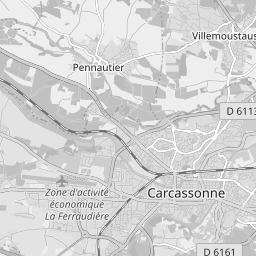 Villemoustaus
Pennautier
D 6113
Zone d'activité
économique
La Ferraudière
Carcassonne
D 6161